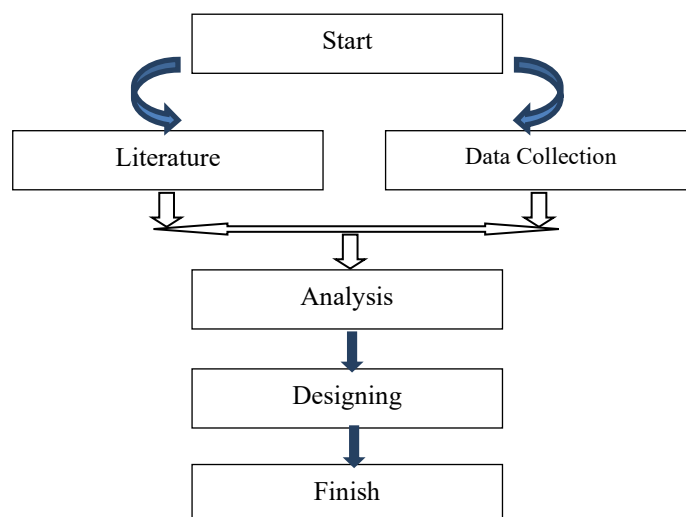 Start
Literature
Data Collection
Analysis
Designing
Finish